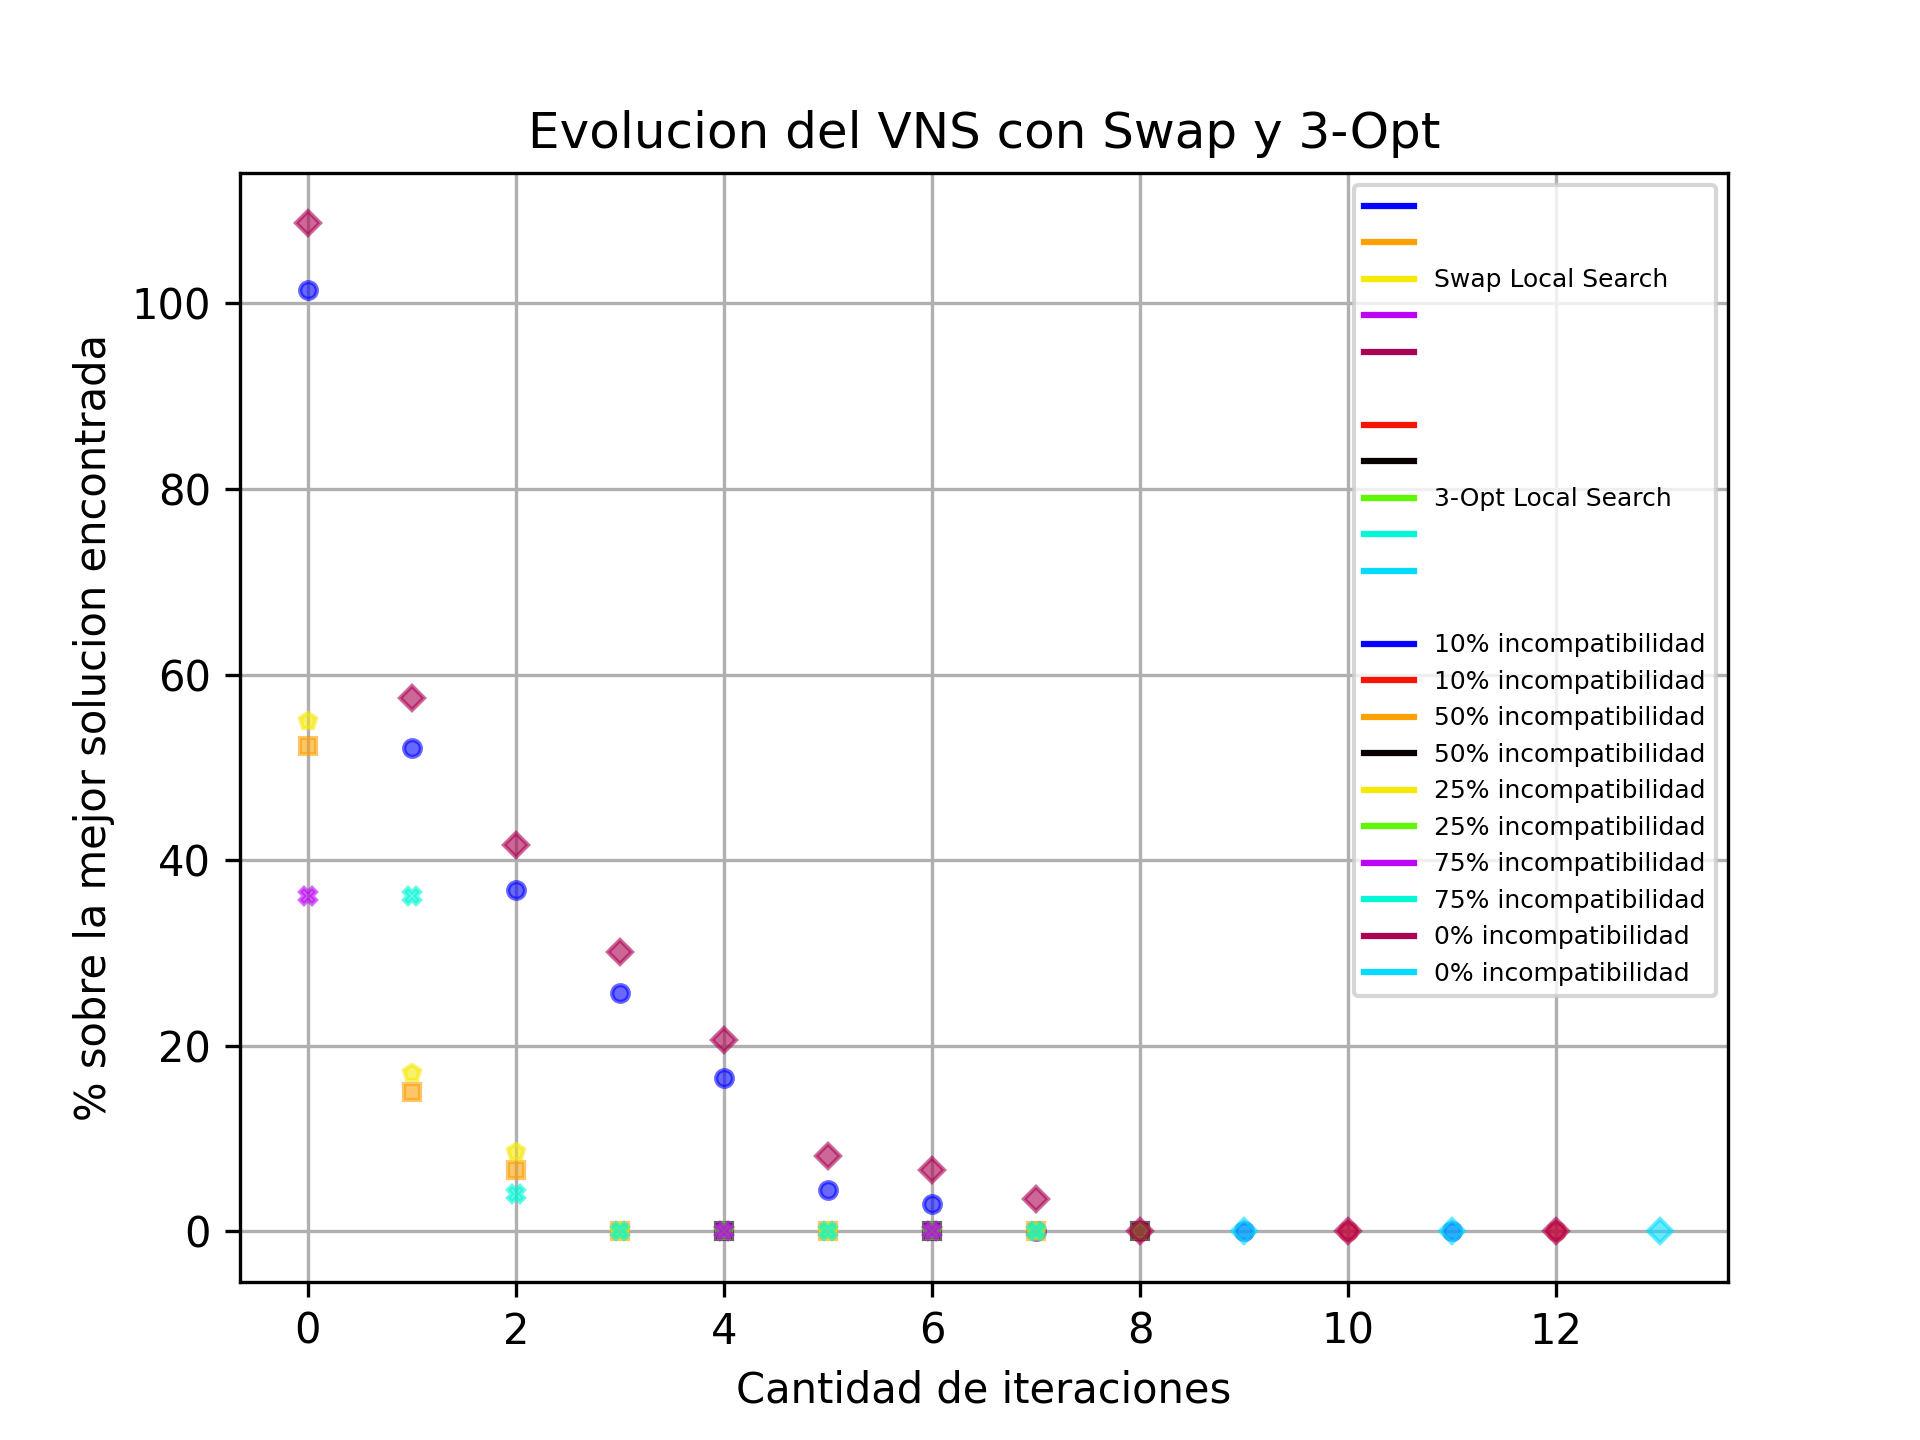 Evolucion del VNS con Swap y 3-Opt
% sobre la mejor solucion encontrada
100
80
60
40
20
0
Swap Local Search
3-Opt Local Search
10% incompatibilidad
10% incompatibilidad
50% incompatibilidad
50% incompatibilidad
25% incompatibilidad
25% incompatibilidad
75% incompatibilidad
75% incompatibilidad
0% incompatibilidad
0% incompatibilidad
0 2 4 6 8 10 12
Cantidad de iteraciones